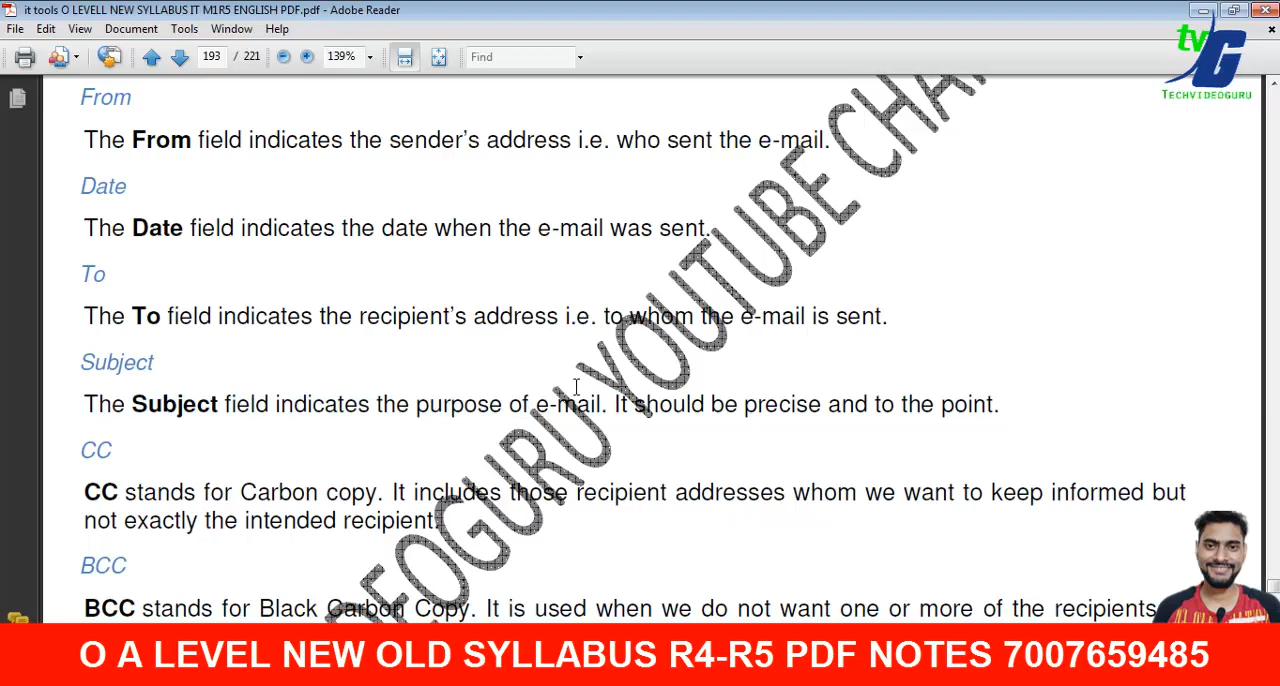 it tools O LEVELL NEW SYLLABUS IT M1R5 ENGLISH PDF.pdf - Adobe Reader
File Edit View Document Tools Window Help
193 / 221 139% Find
tvG
TECHVIDEOGURU
From
The From field indicates the sender's address i.e. who sent the e-mail.
Date
The Date field indicates the date when the e-mail was sent.
To
The To field indicates the recipient's address i.e. to whom the e-mail is sent.
Subject
The Subject field indicates the purpose of e-mail. It should be precise and to the point.
CC
CC stands for Carbon copy. It includes those recipient addresses whom we want to keep informed but
not exactly the intended recipient.
BCC
BCC stands for Black Carbon Copy. It is used when we do not want one or more of the recipients
DEOGURU YOUTUBE CHA
O A LEVEL NEW OLD SYLLABUS R4-R5 PDF NOTES 7007659485